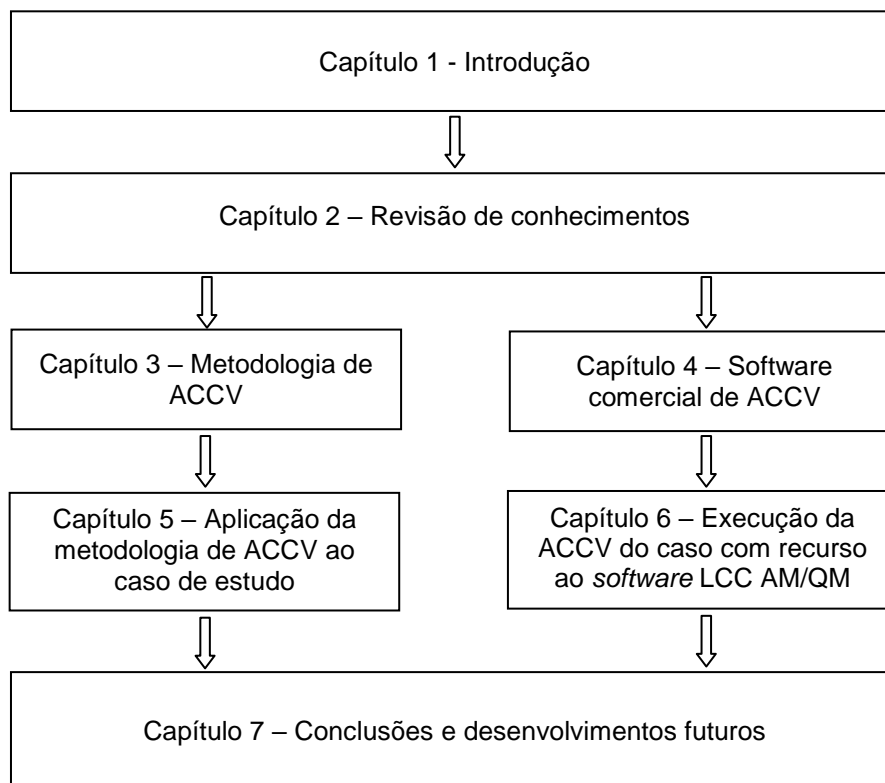 Capítulo 1 - Introdução
Capítulo 2 – Revisão de conhecimentos
Capítulo 3 – Metodologia de
ACCV
Capítulo 4 – Software
comercial de ACCV
Capítulo 5 – Aplicação da
metodologia de ACCV ao
caso de estudo
Capítulo 6 – Execução da
ACCV do caso com recurso
ao software LCC AM/QM
Capítulo 7 – Conclusões e desenvolvimentos futuros